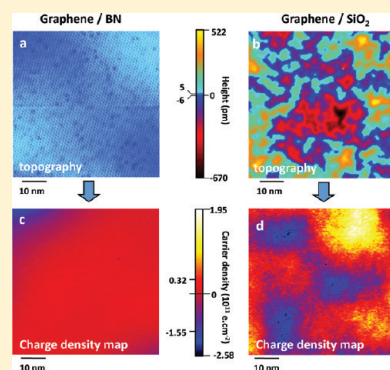 Graphene / BN
Graphene / SiO₂
a
topography
10 nm
522
5
-6
0
-670
Height (pm)
b
topography
10 nm
c
Charge density map
10 nm
1.95
0.32
0
-1.55
-2.58
Carrier density (10¹³ e.cm⁻²)
d
Charge density map
10 nm